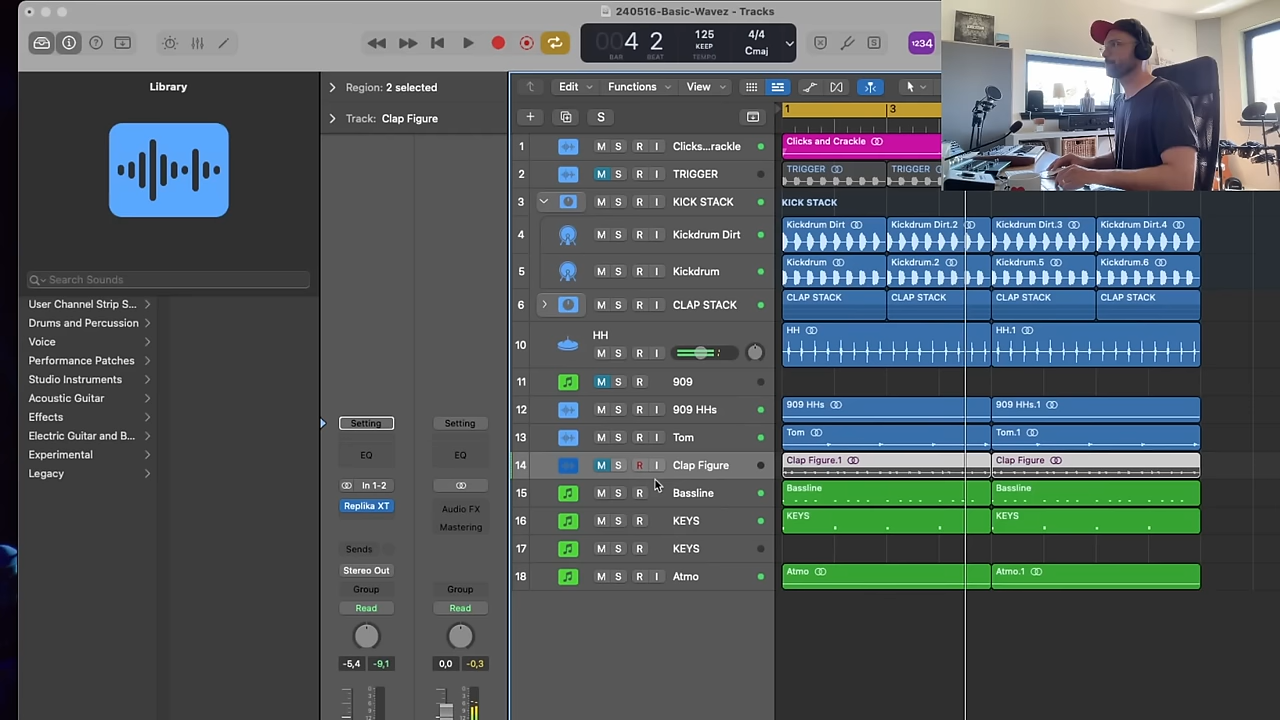 240516-Basic-Wavez - Tracks
004 2
BAR BEAT
125
KEEP
TEMPO
4/4
Cmaj
1234
Library
Search Sounds
User Channel Strip S...
Drums and Percussion
Voice
Performance Patches
Studio Instruments
Acoustic Guitar
Effects
Electric Guitar and B...
Experimental
Legacy
Region: 2 selected
Track: Clap Figure
Setting
EQ
In 1-2
Replika XT
Sends
Stereo Out
Group
Read
-5,4 -9,1
Setting
EQ
Audio FX
Mastering
Group
Read
0,0 -0,3
Edit Functions View
S
1 3
1 M S R I Clicks...rackle
2 M S R I TRIGGER
3 M S R I KICK STACK
4 M S R I Kickdrum Dirt
5 M S R I Kickdrum
6 M S R I CLAP STACK
HH
10 M S R I
11 M S R 909
12 M S R I 909 HHs
13 M S R I Tom
14 M S R I Clap Figure
15 M S R Bassline
16 M S R KEYS
17 M S R KEYS
18 M S R I Atmo
Clicks and Crackle
TRIGGER TRIGGER
KICK STACK
Kickdrum Dirt Kickdrum Dirt.2 Kickdrum Dirt.3 Kickdrum Dirt.4
Kickdrum Kickdrum.2 Kickdrum.5 Kickdrum.6
CLAP STACK CLAP STACK CLAP STACK CLAP STACK
HH HH.1
909 HHs 909 HHs.1
Tom Tom.1
Clap Figure.1 Clap Figure
Bassline Bassline
KEYS KEYS
Atmo Atmo.1